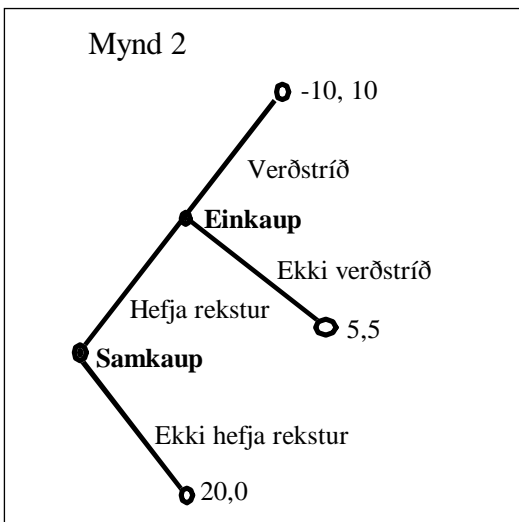 Mynd 2
-10, 10
Verðstríð
Einkaup
Ekki verðstríð
Hefja rekstur
5,5
Samkaup
Ekki hefja rekstur
20,0